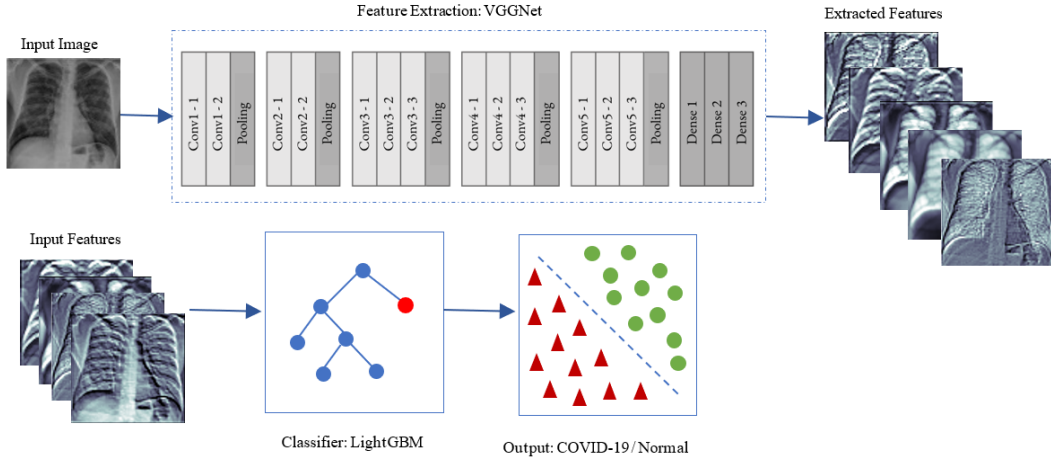 Feature Extraction: VGGNet
Extracted Features
Input Image
Conv1 - 1
Conv1 - 2
Pooling
Conv2 - 1
Conv2 - 2
Pooling
Conv3 - 1
Conv3 - 2
Conv3 - 3
Pooling
Conv4 - 1
Conv4 - 2
Conv4 - 3
Pooling
Conv5 - 1
Conv5 - 2
Conv5 - 3
Pooling
Dense 1
Dense 2
Dense 3
Input Features
Classifier: LightGBM
Output: COVID-19/Normal